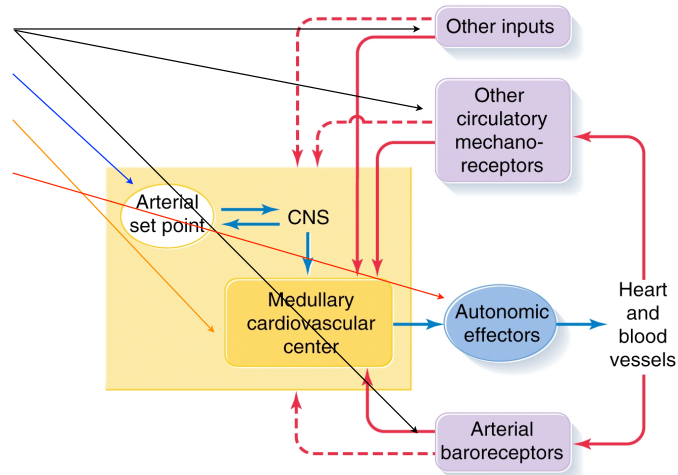 Other inputs
Other
circulatory
mechano-
receptors
Arterial
set point
CNS
Medullary
cardiovascular
center
Autonomic
effectors
Heart
and
blood
vessels
Arterial
baroreceptors